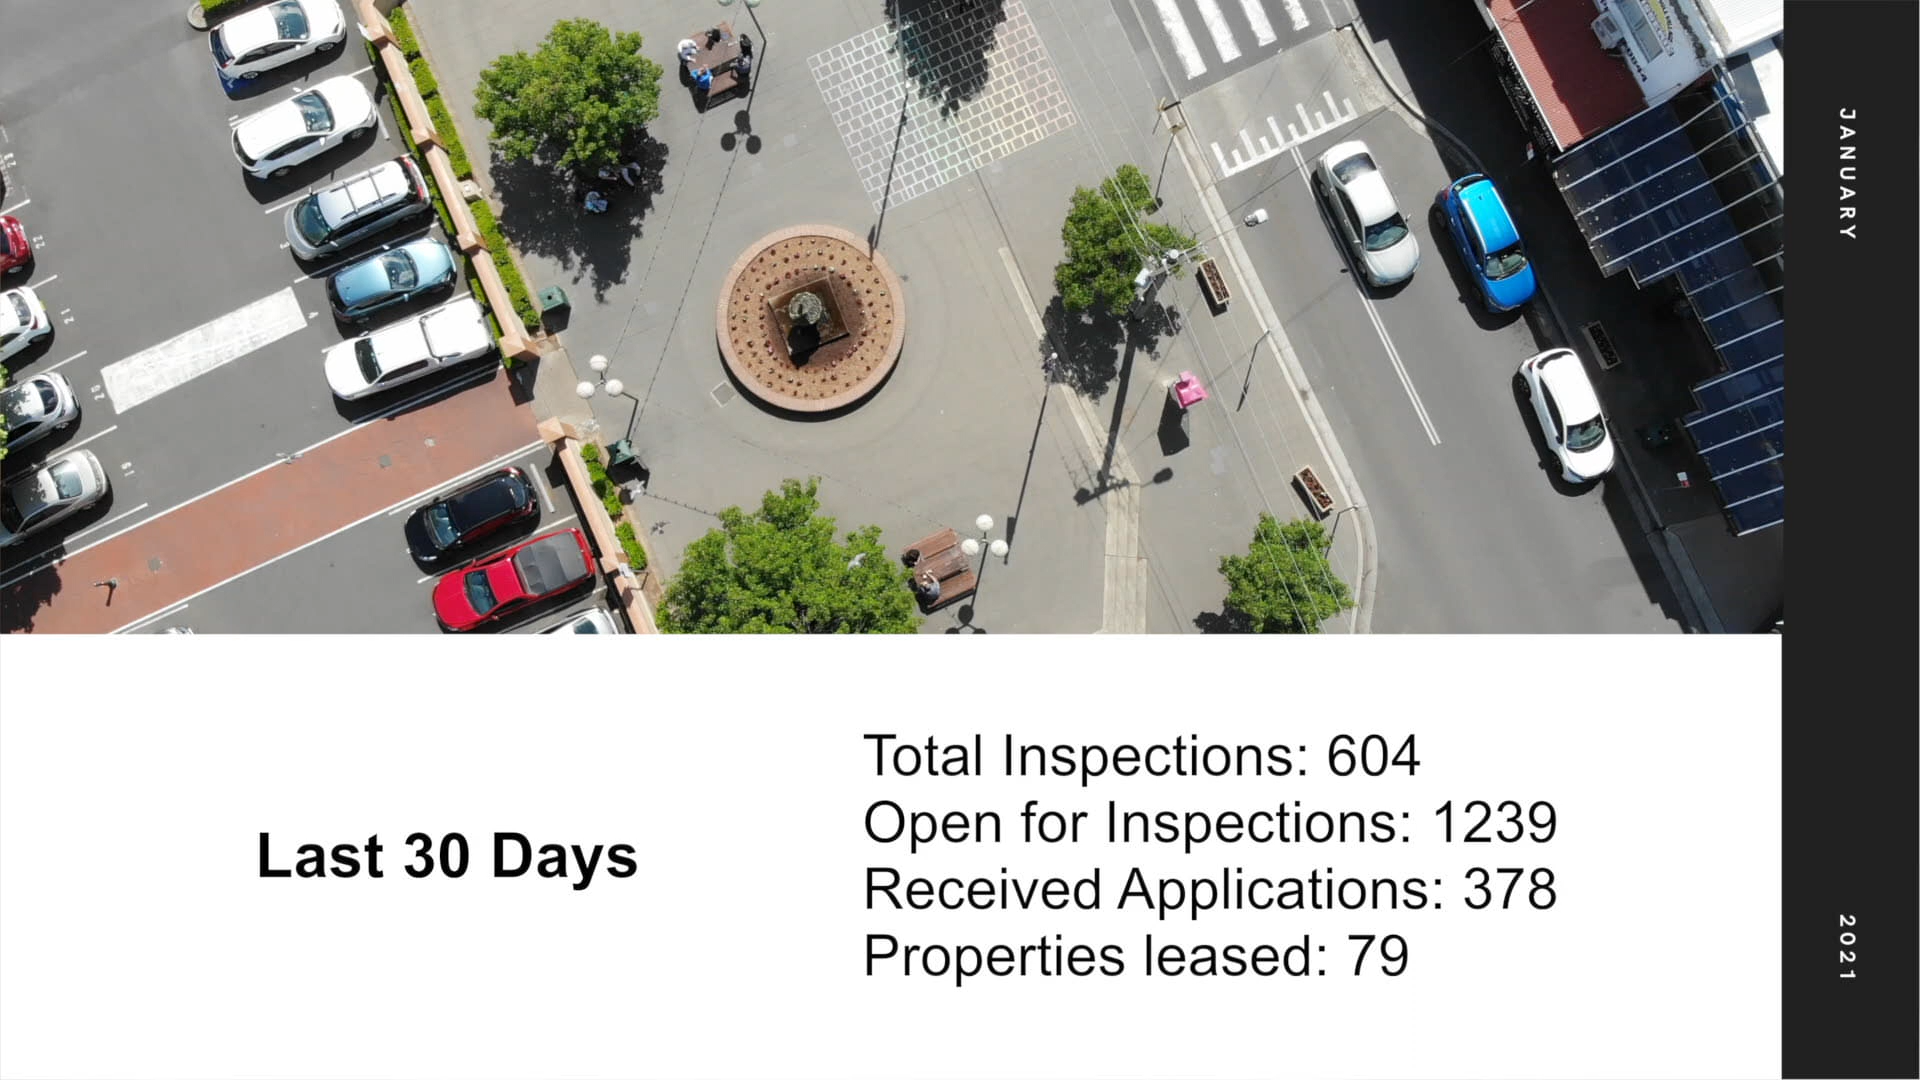 JANUARY
Last 30 Days
Total Inspections: 604
Open for Inspections: 1239
Received Applications: 378
Properties leased: 79
2021